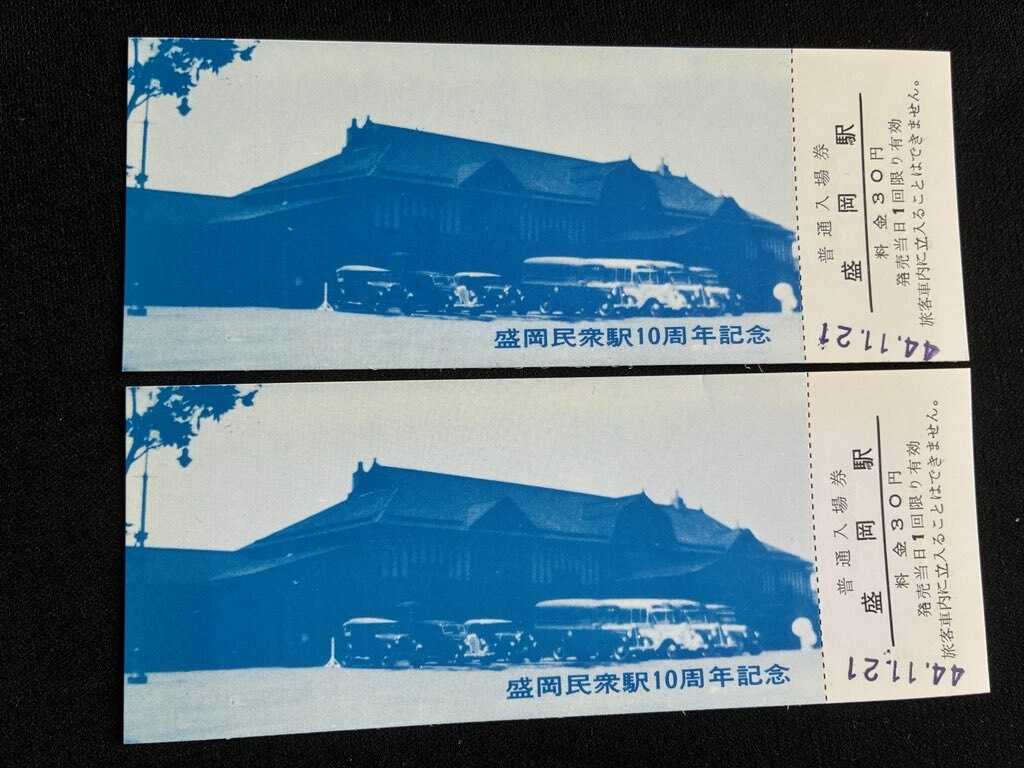 盛岡民衆駅10周年記念
普通入場券
盛岡駅
料金30円
発売当日1回限り有効
旅客車内に立入ることはできません。
44.11.21
盛岡民衆駅10周年記念
普通入場券
盛岡駅
料金30円
発売当日1回限り有効
旅客車内に立入ることはできません。
44.11.21